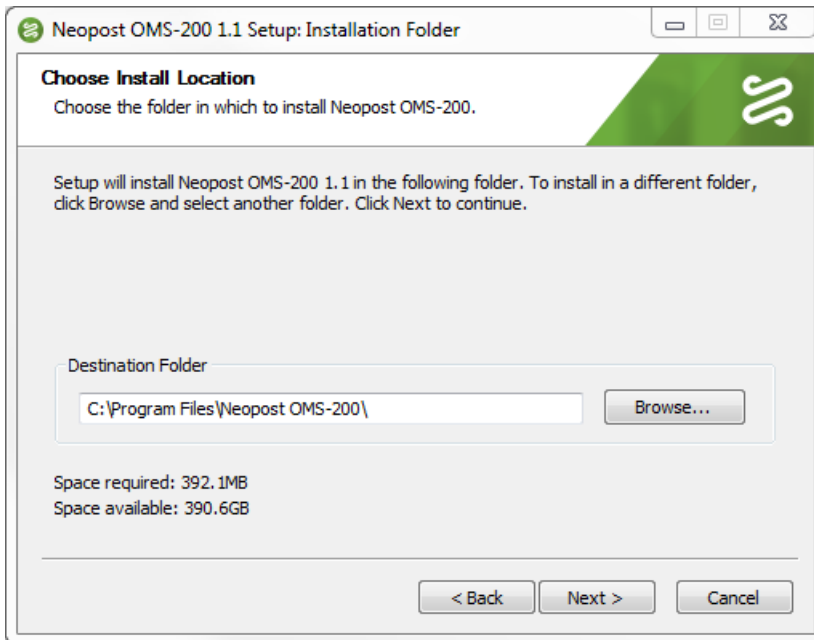 Neopost OMS-200 1.1 Setup: Installation Folder
Choose Install Location
Choose the folder in which to install Neopost OMS-200.
Setup will install Neopost OMS-200 1.1 in the following folder. To install in a different folder,
click Browse and select another folder. Click Next to continue.
Destination Folder
C:\Program Files\Neopost OMS-200\
Browse...
Space required: 392.1MB
Space available: 390.6GB
< Back
Next >
Cancel